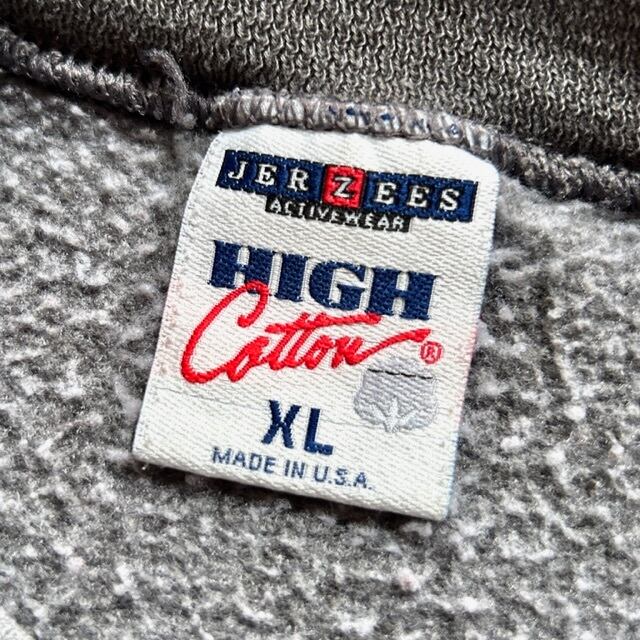 JERZEES
ACTIVEWEAR
HIGH
Cotton®
XL
MADE IN U.S.A.